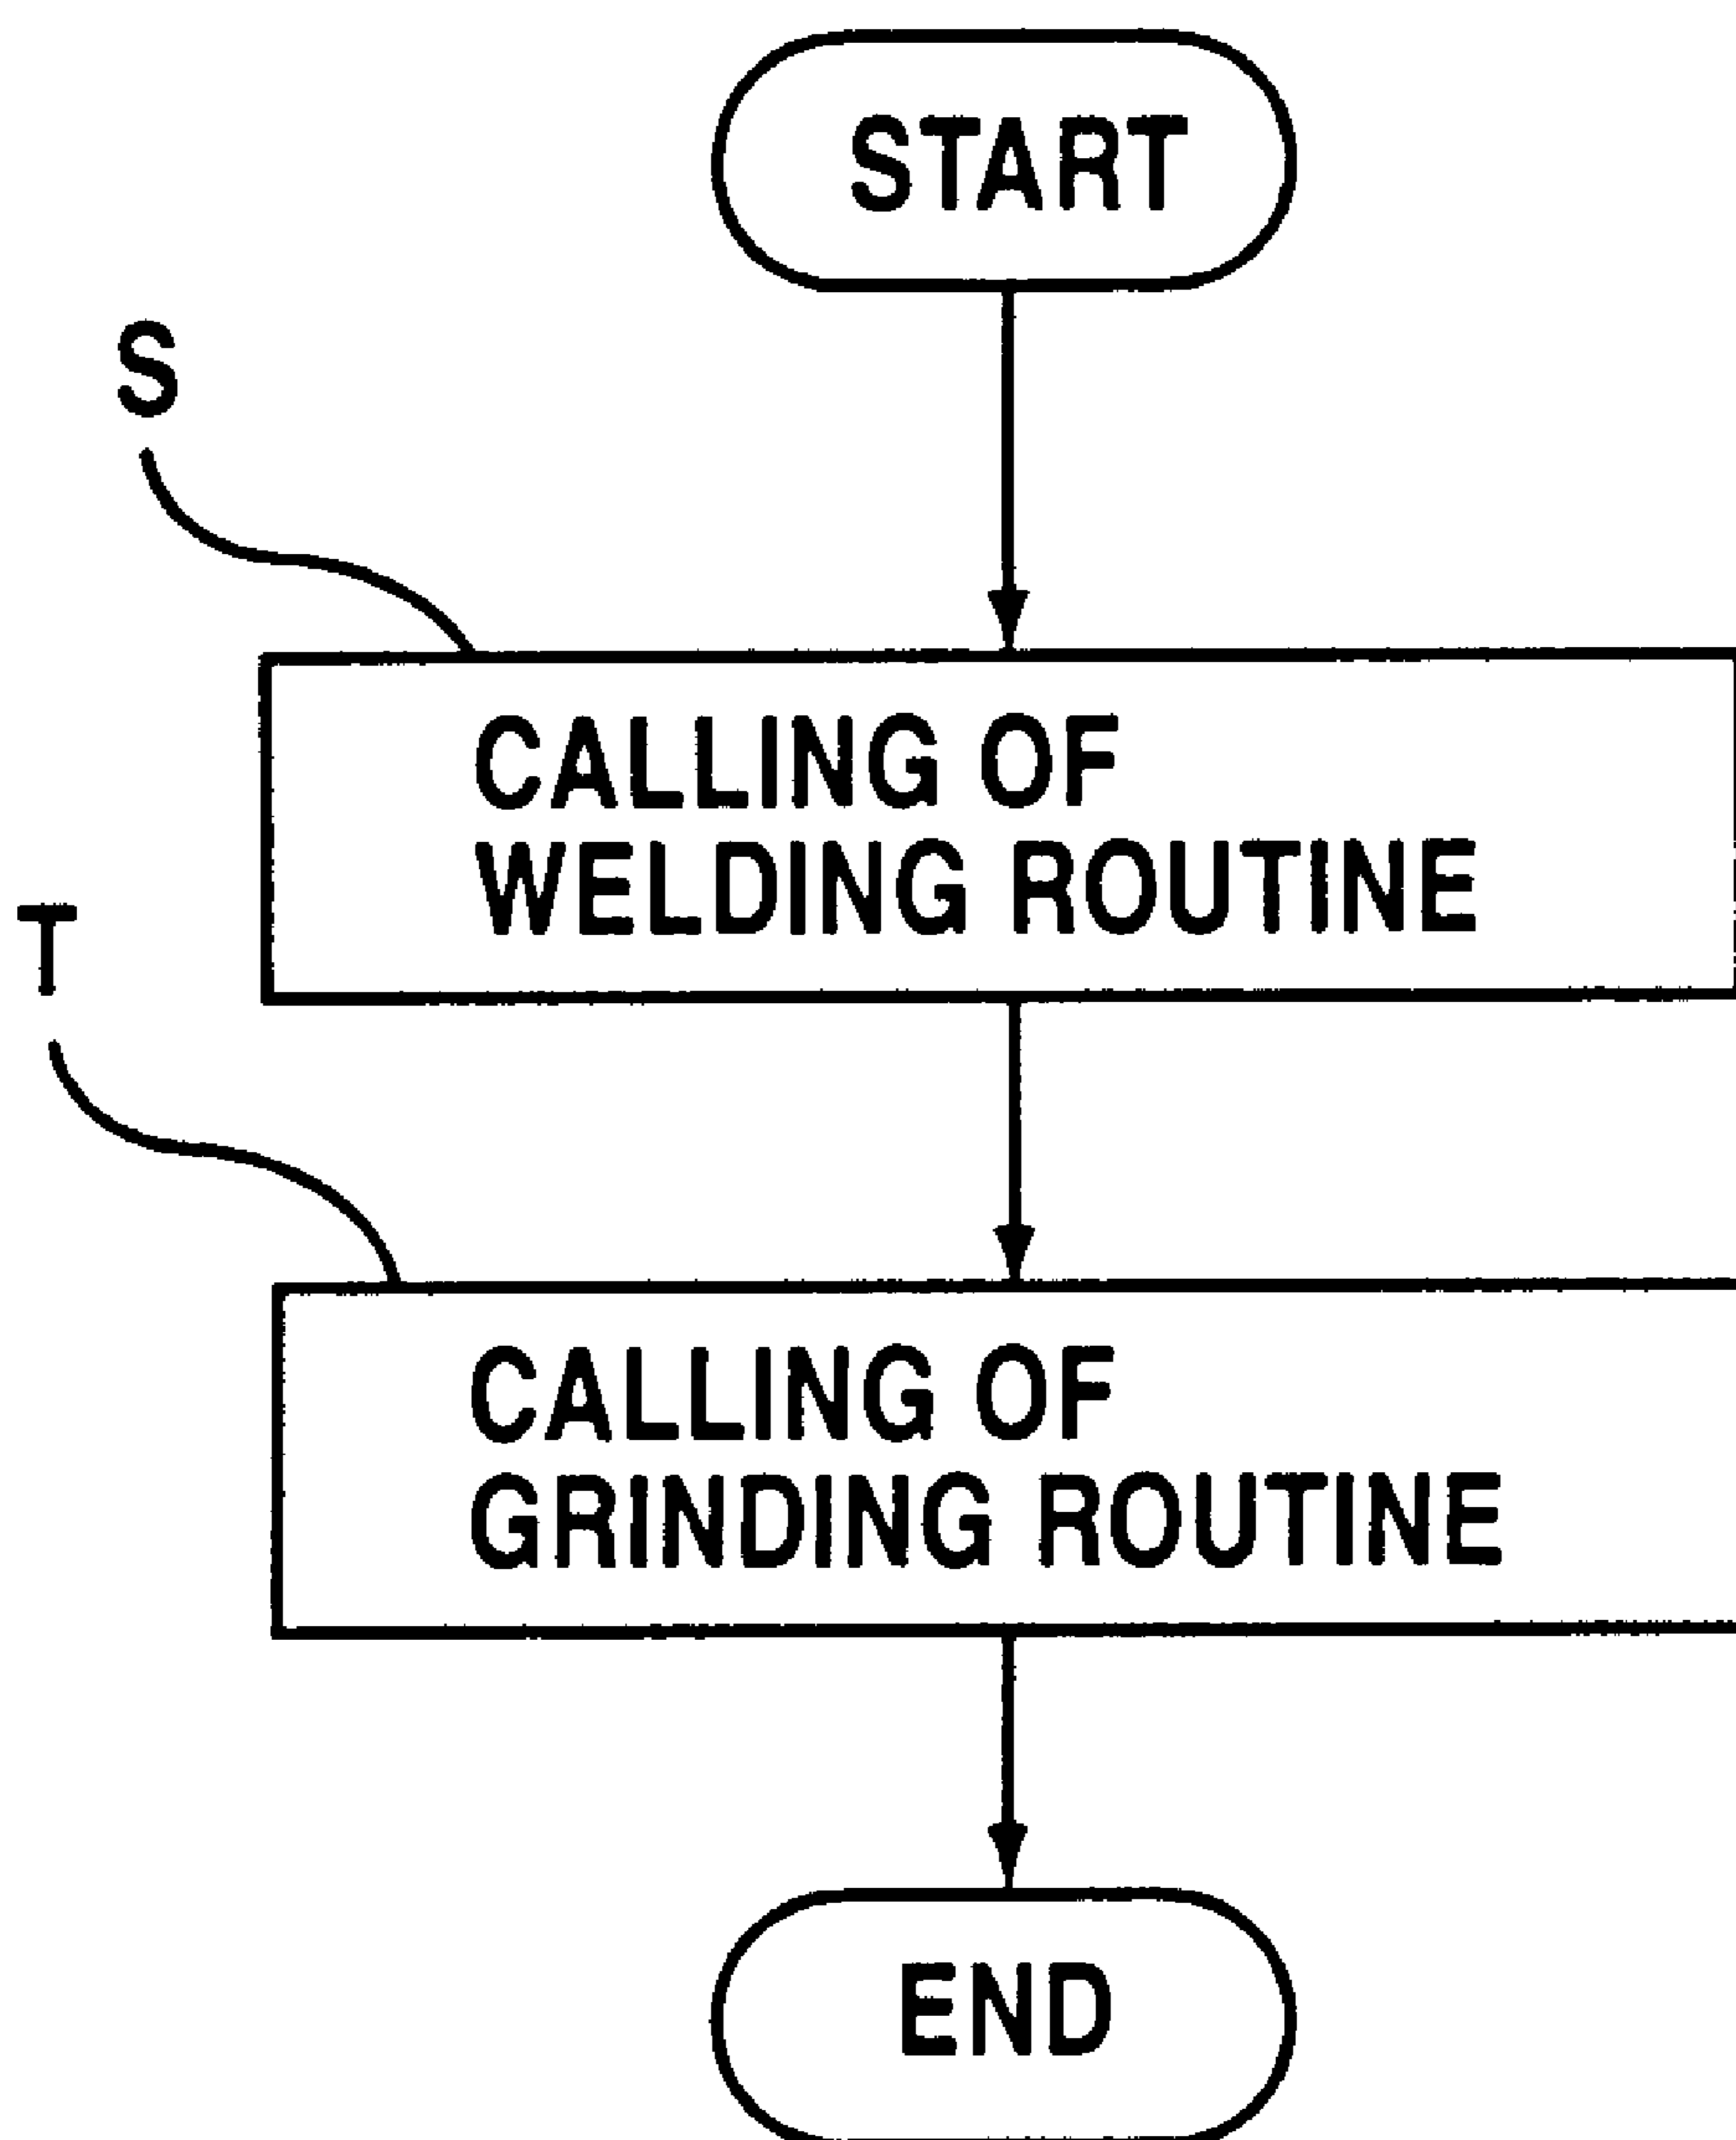 START
S
CALLING OF
WELDING ROUTINE
T
CALLING OF
GRINDING ROUTINE
END